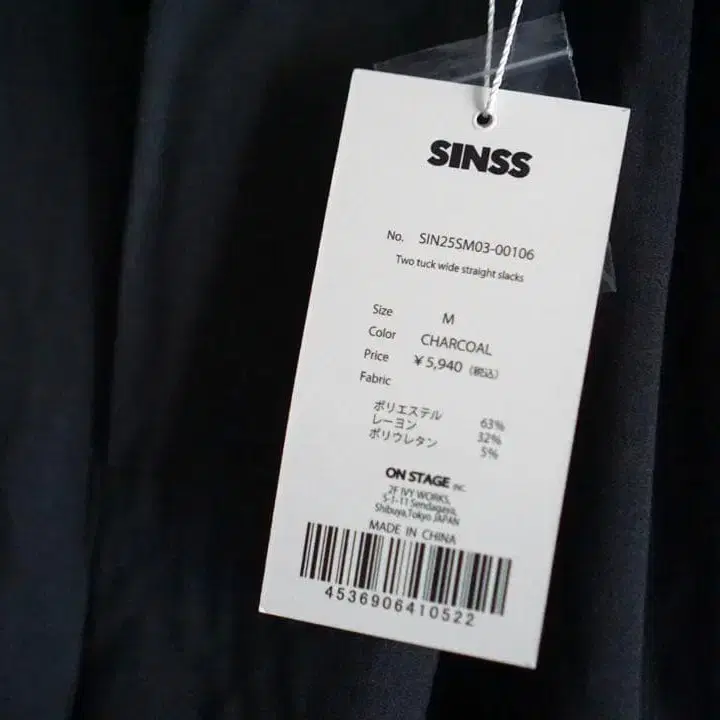 SINSS
No. SIN25SM03-00106
Two tuck wide straight slacks
Size M
Color CHARCOAL
Price ¥5,940 (税込)
Fabric
ポリエステル 63%
レーヨン 32%
ポリウレタン 5%
ON STAGE INC.
2F IVY WORKS,
5-1-11 Sendagaya,
Shibuya,Tokyo JAPAN
MADE IN CHINA
4536906410522